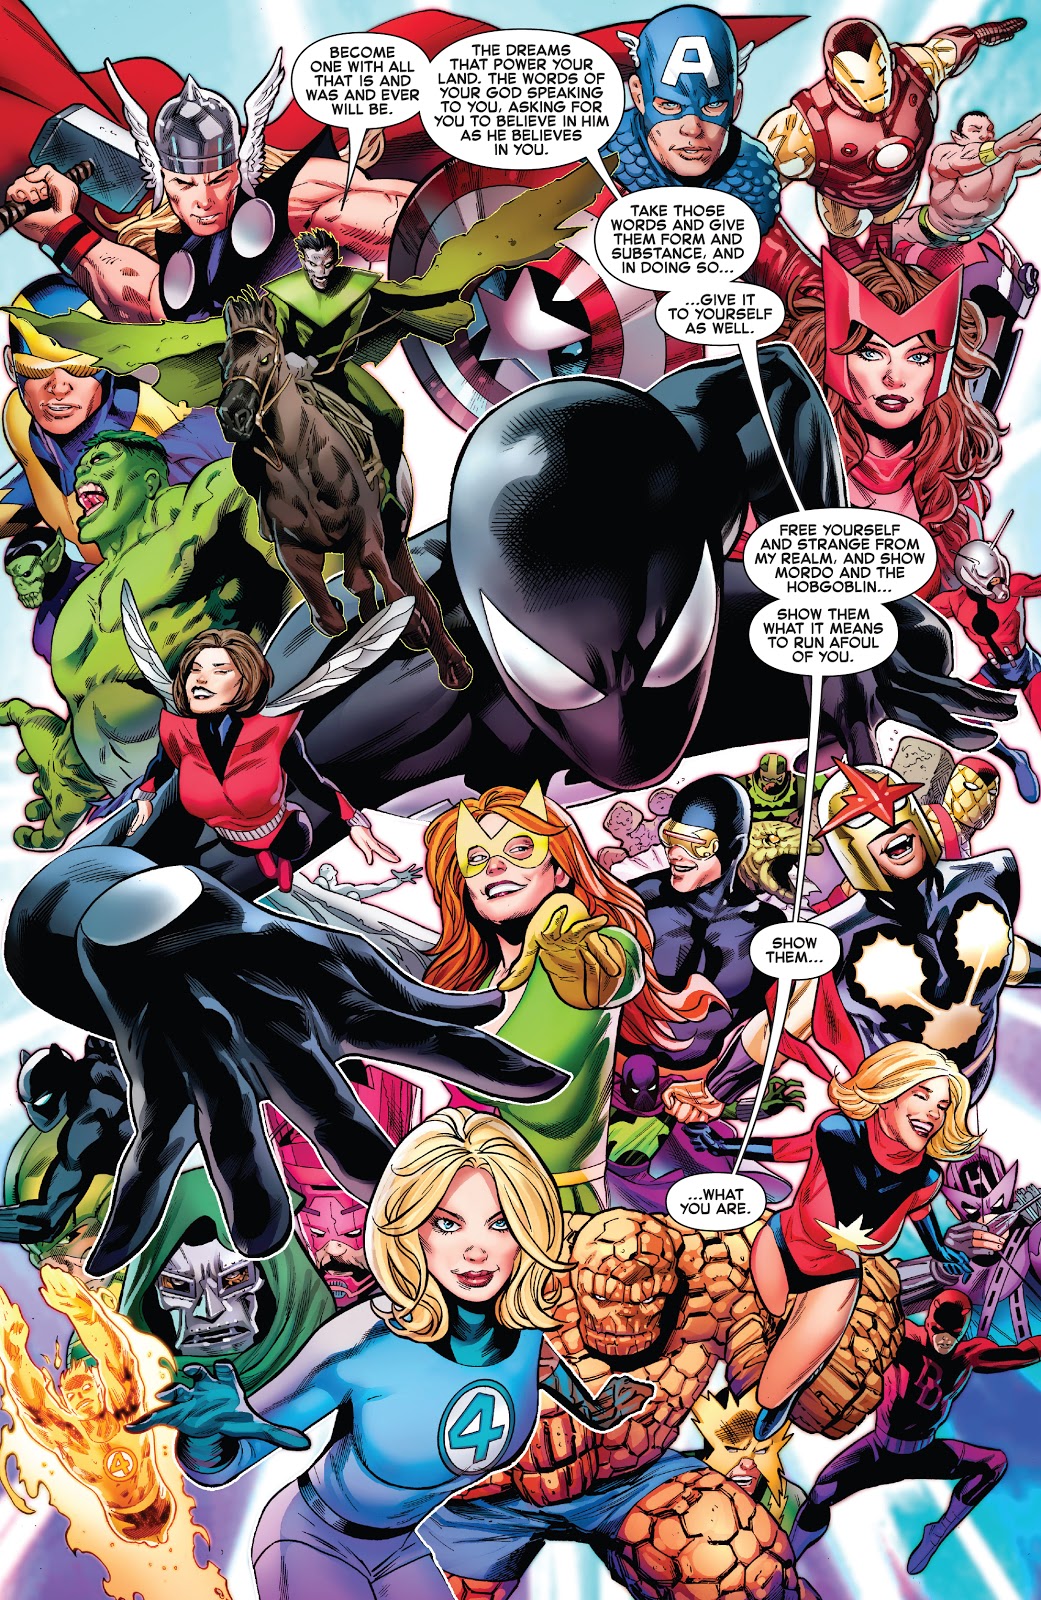 BECOME
ONE WITH ALL
THAT IS AND
WAS AND EVER
WILL BE.
THE DREAMS
THAT POWER YOUR
LAND. THE WORDS OF
YOUR GOD SPEAKING
TO YOU, ASKING FOR
YOU TO BELIEVE IN HIM
AS HE BELIEVES
IN YOU.
A
TAKE THOSE
WORDS AND GIVE
THEM FORM AND
SUBSTANCE, AND
IN DOING SO...
...GIVE IT
TO YOURSELF
AS WELL.
FREE YOURSELF
AND STRANGE FROM
MY REALM, AND SHOW
MORDO AND THE
HOBGOBLIN...
SHOW THEM
WHAT IT MEANS
TO RUN AFOUL
OF YOU.
SHOW
THEM...
...WHAT
YOU ARE.
H
4
4
DD